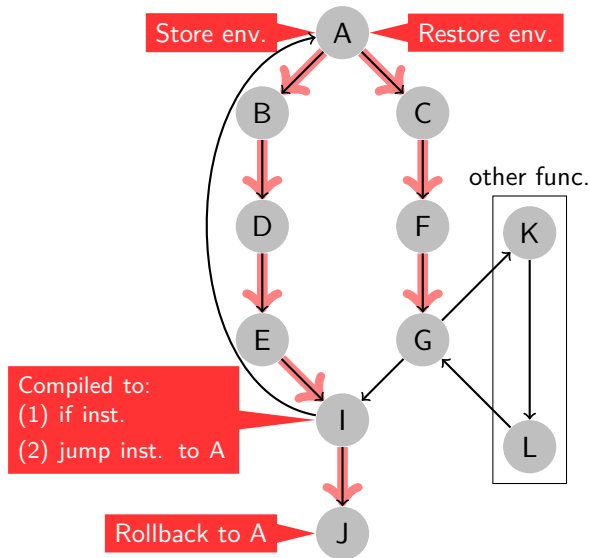 Store env.
A
Restore env.
B
C
other func.
D
F
K
E
G
Compiled to:
(1) if inst.
(2) jump inst. to A
I
L
Rollback to A
J